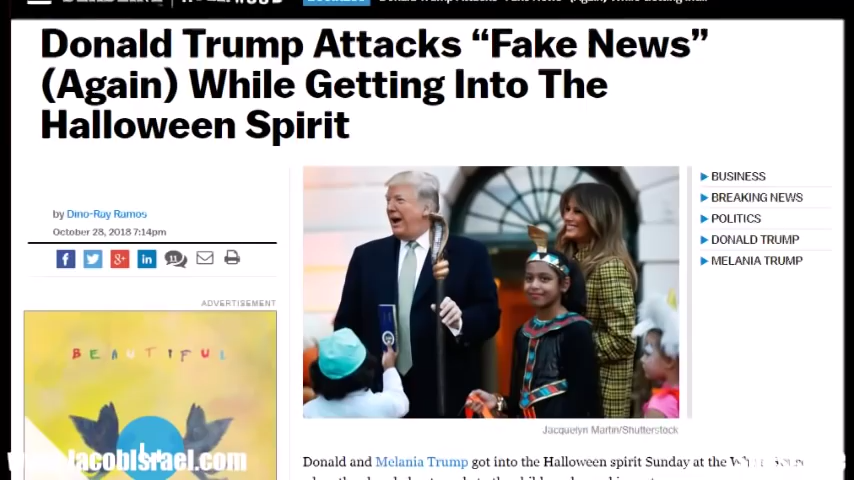 Donald Trump Attacks “Fake News”
(Again) While Getting Into The
Halloween Spirit
by Dino-Ray Ramos
October 28, 2018 7:14pm
11
ADVERTISEMENT
BEAUTIFUL
BUSINESS
BREAKING NEWS
POLITICS
DONALD TRUMP
MELANIA TRUMP
Jacquelyn Martin/Shutterstock
Donald and Melania Trump got into the Halloween spirit Sunday at the
JacobIsrael.com